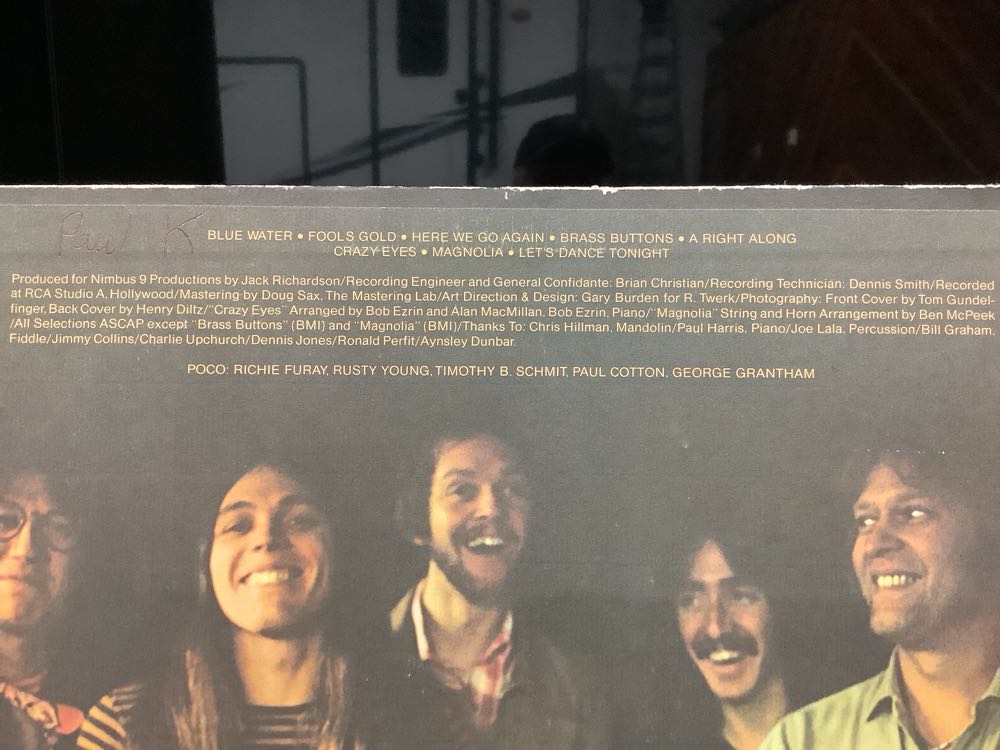 Paul K
BLUE WATER • FOOLS GOLD • HERE WE GO AGAIN • BRASS BUTTONS • A RIGHT ALONG
CRAZY EYES • MAGNOLIA • LET'S DANCE TONIGHT
Produced for Nimbus 9 Productions by Jack Richardson/Recording Engineer and General Confidante: Brian Christian/Recording Technician: Dennis Smith/Recorded
at RCA Studio A, Hollywood/Mastering by Doug Sax, The Mastering Lab/Art Direction & Design: Gary Burden for R. Twerk/Photography: Front Cover by Tom Gundel-
finger, Back Cover by Henry Diltz/"Crazy Eyes" Arranged by Bob Ezrin and Alan MacMillan, Bob Ezrin, Piano/"Magnolia" String and Horn Arrangement by Ben McPeek
/All Selections ASCAP except "Brass Buttons" (BMI) and "Magnolia" (BMI)/Thanks To: Chris Hillman, Mandolin/Paul Harris, Piano/Joe Lala, Percussion/Bill Graham,
Fiddle/Jimmy Collins/Charlie Upchurch/Dennis Jones/Ronald Perfit/Aynsley Dunbar.
POCO: RICHIE FURAY, RUSTY YOUNG, TIMOTHY B. SCHMIT, PAUL COTTON, GEORGE GRANTHAM